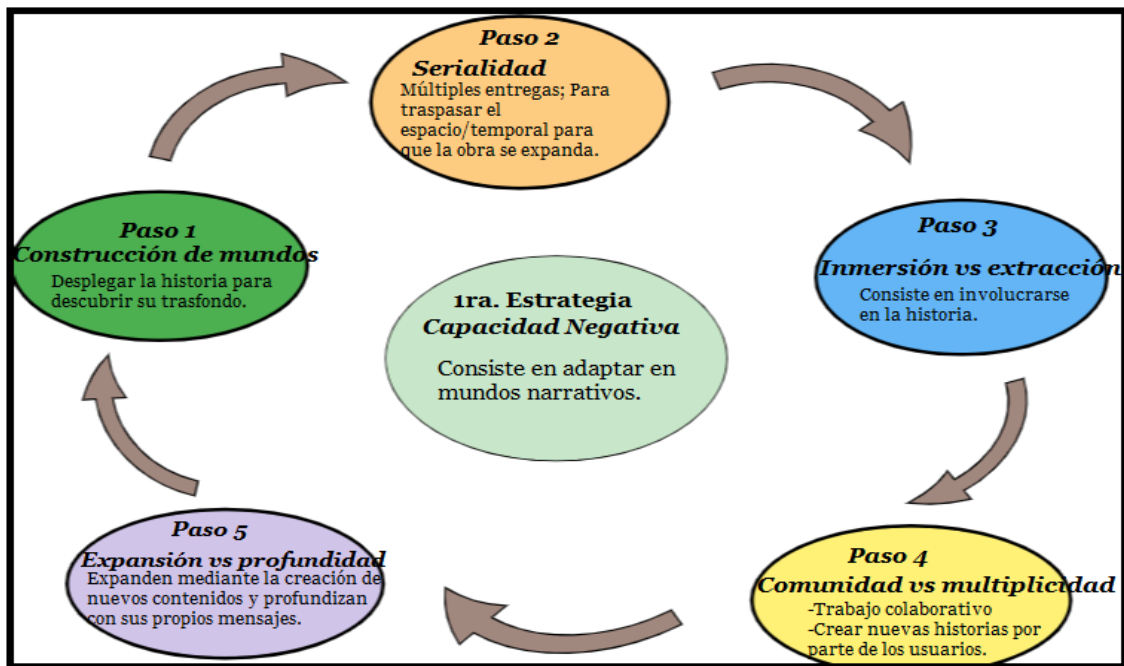 Paso 2
Serialidad
Múltiples entregas; Para
traspasar el
espacio/temporal para
que la obra se expanda.
Paso 1
Construcción de mundos
Desplegar la historia para
descubrir su trasfondo.
Paso 3
Inmersión vs extracción
Consiste en involucrarse
en la historia.
1ra. Estrategia
Capacidad Negativa
Consiste en adaptar en
mundos narrativos.
Paso 4
Comunidad vs multiplicidad
-Trabajo colaborativo
-Crear nuevas historias por
parte de los usuarios.
Paso 5
Expansión vs profundidad
Expanden mediante la creación de
nuevos contenidos y profundizan
con sus propios mensajes.